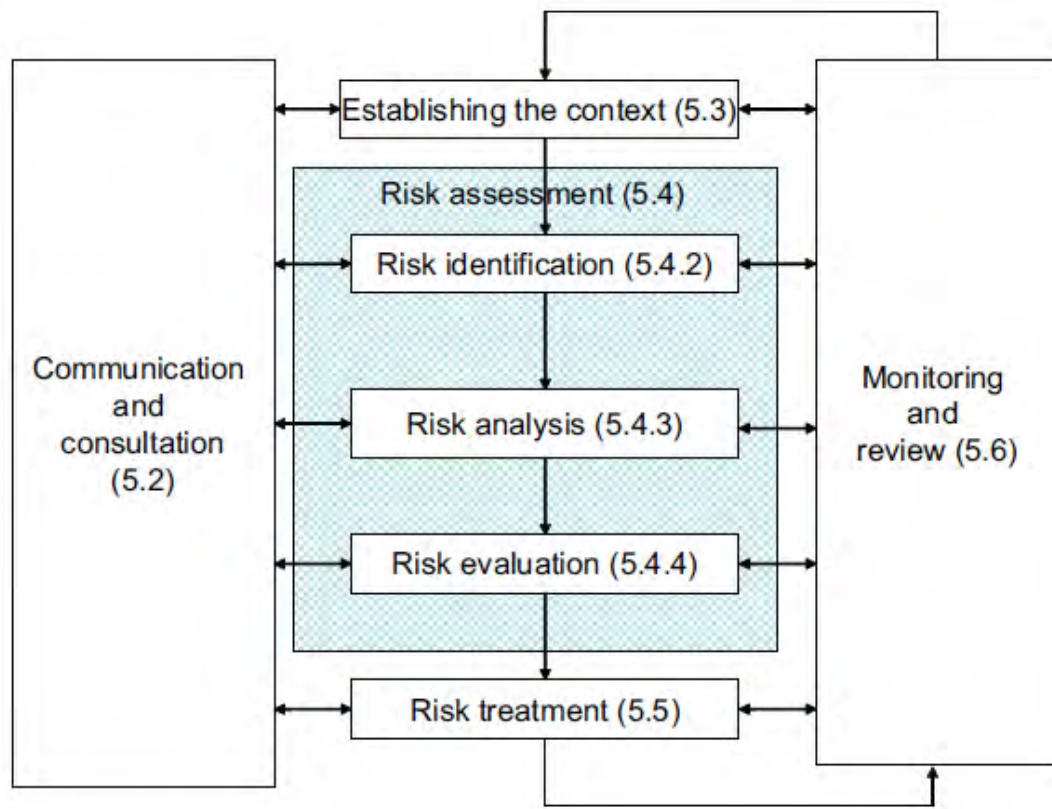 Establishing the context (5.3)
Risk assessment (5.4)
Risk identification (5.4.2)
Communication
and
consultation
(5.2)
Risk analysis (5.4.3)
Monitoring
and
review (5.6)
Risk evaluation (5.4.4)
Risk treatment (5.5)